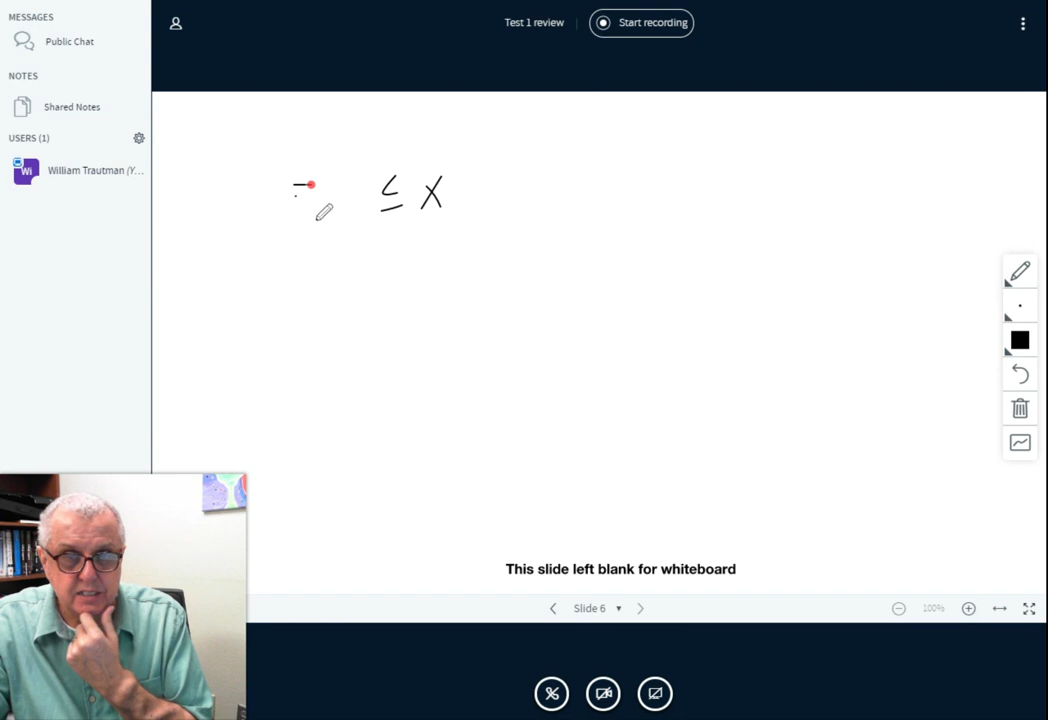 MESSAGES
Public Chat
NOTES
Shared Notes
USERS (1)
Wi
William Trautman (Y...
Test 1 review
Start recording
- ≤ X
This slide left blank for whiteboard
Slide 6
100%